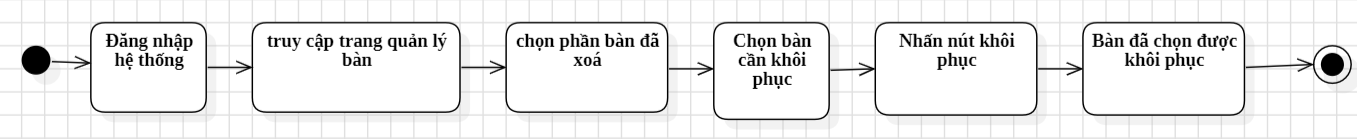 Đăng nhập
hệ thống
truy cập trang quản lý
bàn
chọn phần bàn đã
xoá
Chọn bàn
cần khôi
phục
Nhấn nút khôi
phục
Bàn đã chọn được
khôi phục